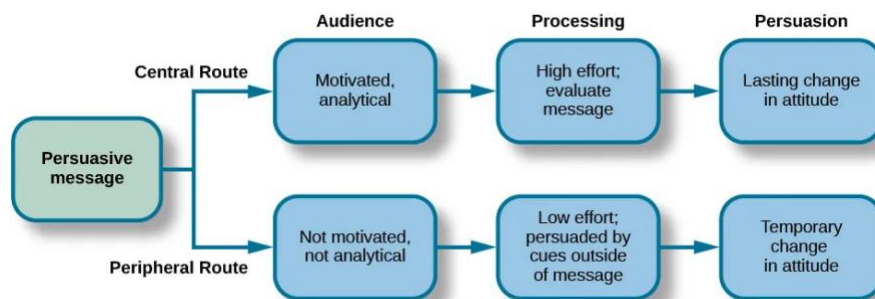 Audience
Processing
Persuasion
Central Route
Motivated,
analytical
High effort;
evaluate
message
Lasting change
in attitude
Persuasive
message
Not motivated,
not analytical
Low effort;
persuaded by
cues outside
of message
Temporary
change
in attitude
Peripheral Route